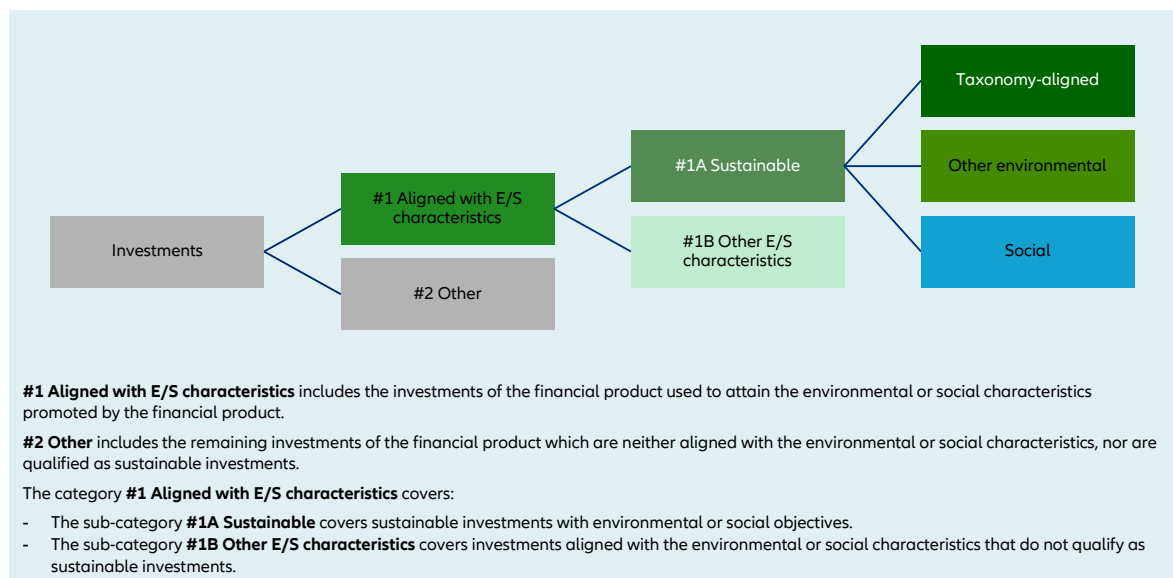 Taxonomy-aligned
#1A Sustainable
Other environmental
#1 Aligned with E/S
characteristics
Investments
#1B Other E/S
characteristics
Social
#2 Other
#1 Aligned with E/S characteristics includes the investments of the financial product used to attain the environmental or social characteristics
promoted by the financial product.
#2 Other includes the remaining investments of the financial product which are neither aligned with the environmental or social characteristics, nor are
qualified as sustainable investments.
The category #1 Aligned with E/S characteristics covers:
- The sub-category #1A Sustainable covers sustainable investments with environmental or social objectives.
- The sub-category #1B Other E/S characteristics covers investments aligned with the environmental or social characteristics that do not qualify as
sustainable investments.